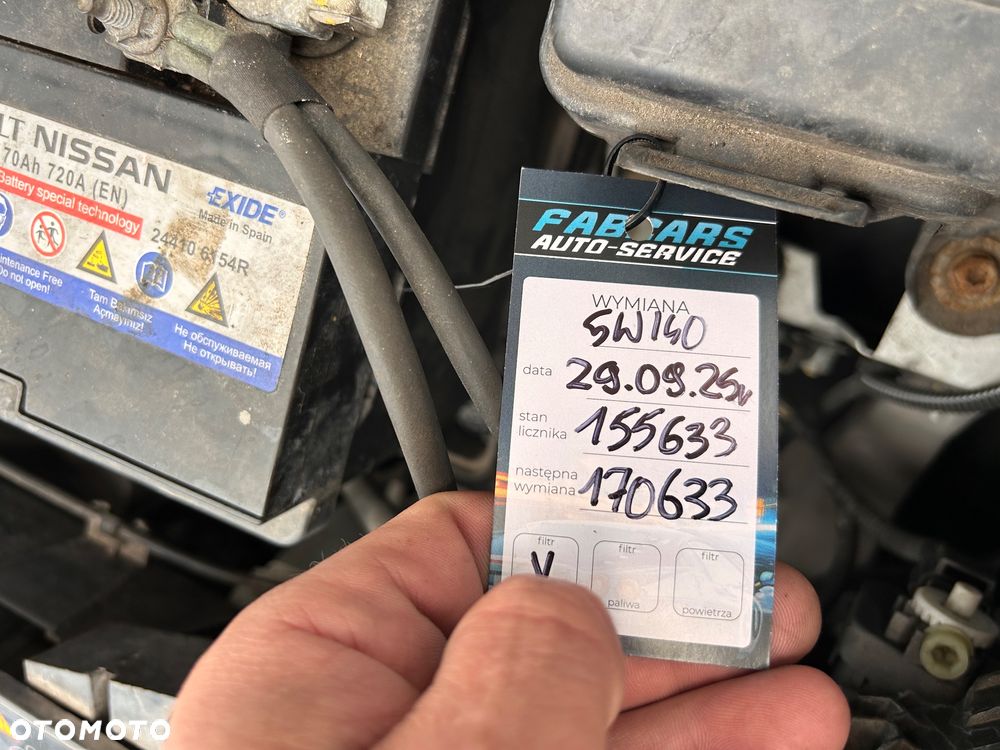 LT NISSAN
70Ah 720A (EN)
Battery special technology
EXIDE®
Made in Spain
24410 6154R
Maintenance Free
Do not open!
Tam Bakımsız
Açmayınız!
Не обслуживаемая
Не открывать!
FABCARS
AUTO-SERVICE
WYMIANA
5W40
data 29.09.25
stan
licznika 155633
następna
wymiana 170633
filtr filtr filtr
V
paliwa powietrza
OTOMOTO